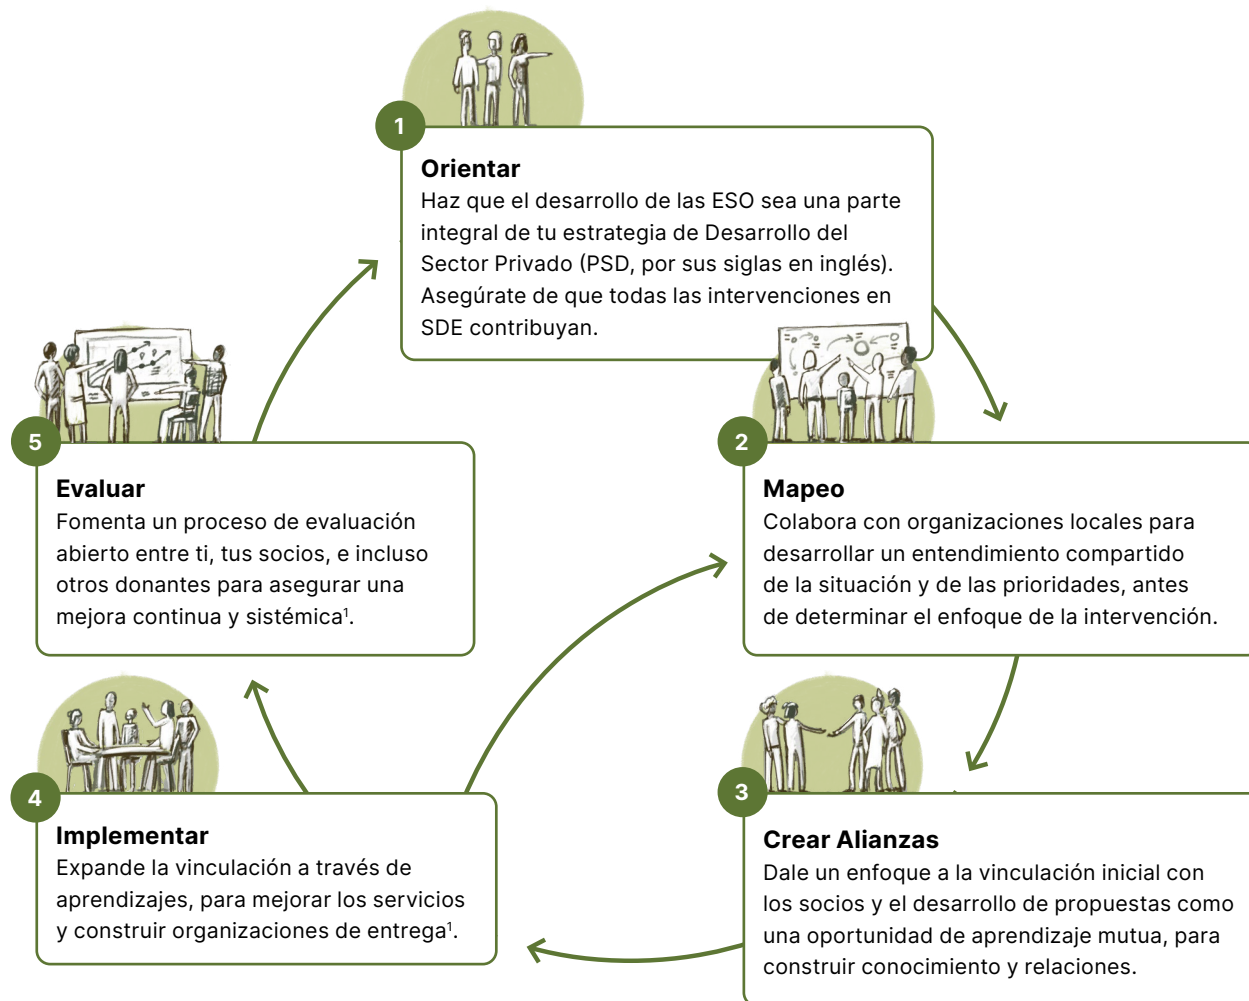 1
Orientar
Haz que el desarrollo de las ESO sea una parte
integral de tu estrategia de Desarrollo del
Sector Privado (PSD, por sus siglas en inglés).
Asegúrate de que todas las intervenciones en
SDE contribuyan.
2
Mapeo
Colabora con organizaciones locales para
desarrollar un entendimiento compartido
de la situación y de las prioridades, antes
de determinar el enfoque de la intervención.
3
Crear Alianzas
Dale un enfoque a la vinculación inicial con
los socios y el desarrollo de propuestas como
una oportunidad de aprendizaje mutua, para
construir conocimiento y relaciones.
4
Implementar
Expande la vinculación a través de
aprendizajes, para mejorar los servicios
y construir organizaciones de entrega¹.
5
Evaluar
Fomenta un proceso de evaluación
abierto entre ti, tus socios, e incluso
otros donantes para asegurar una
mejora continua y sistémica¹.